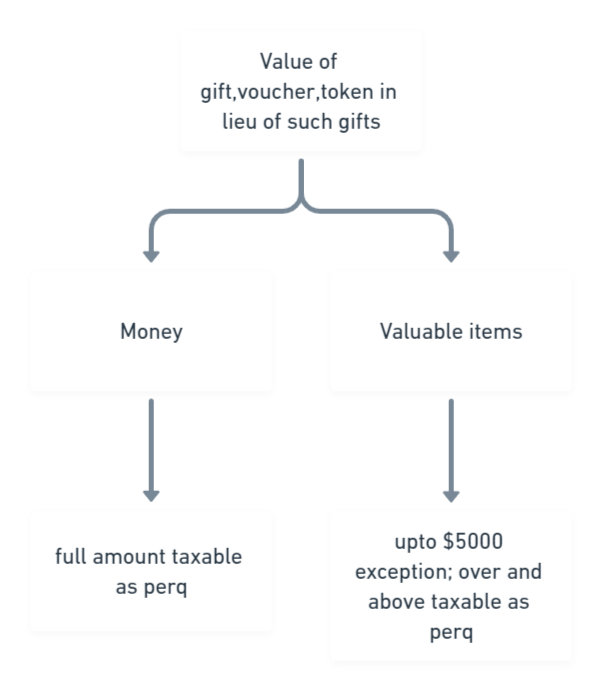 Value of
gift,voucher,token in
lieu of such gifts
Money
Valuable items
full amount taxable
as perq
upto $5000
exception; over and
above taxable as
perq